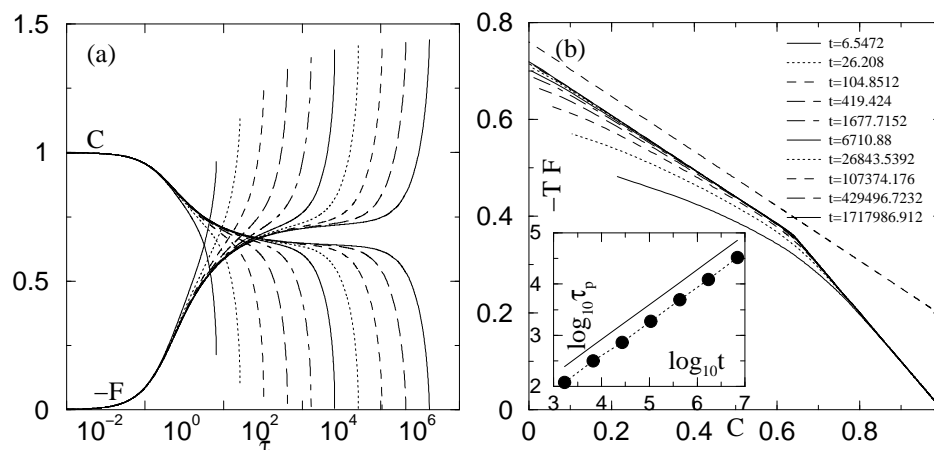 1.5
(a)
C
1
0.5
−F
0
10^−2
10^0
10^2
10^4
10^6
τ
0.8
(b)
t=6.5472
t=26.208
t=104.8512
t=419.424
t=1677.7152
t=6710.88
t=26843.5392
t=107374.176
t=429496.7232
t=1717986.912
0.6
−T F
0.4
0.2
0
5
4
3
2
log10 τp
log10 t
3 4 5 6 7
0 0.2 0.4 0.6 0.8
C